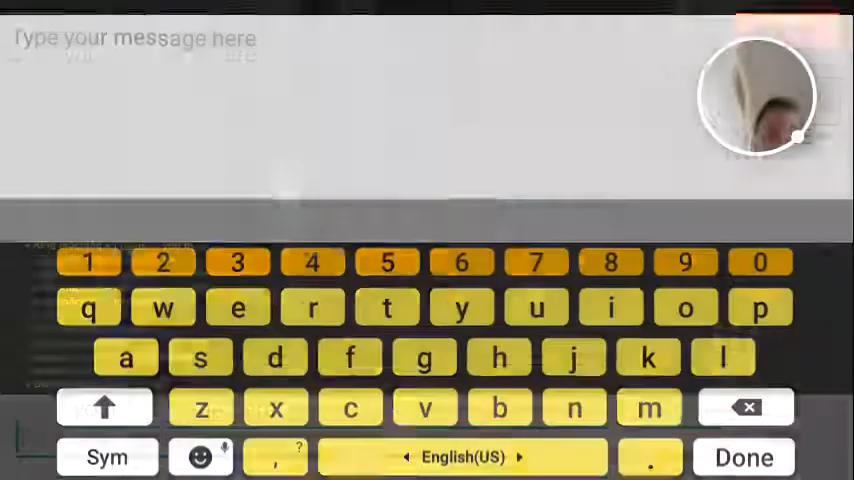 Type your message here
1 2 3 4 5 6 7 8 9 0
q w e r t y u i o p
a s d f g h j k l
z x c v b n m
Sym , ? English(US) . Done